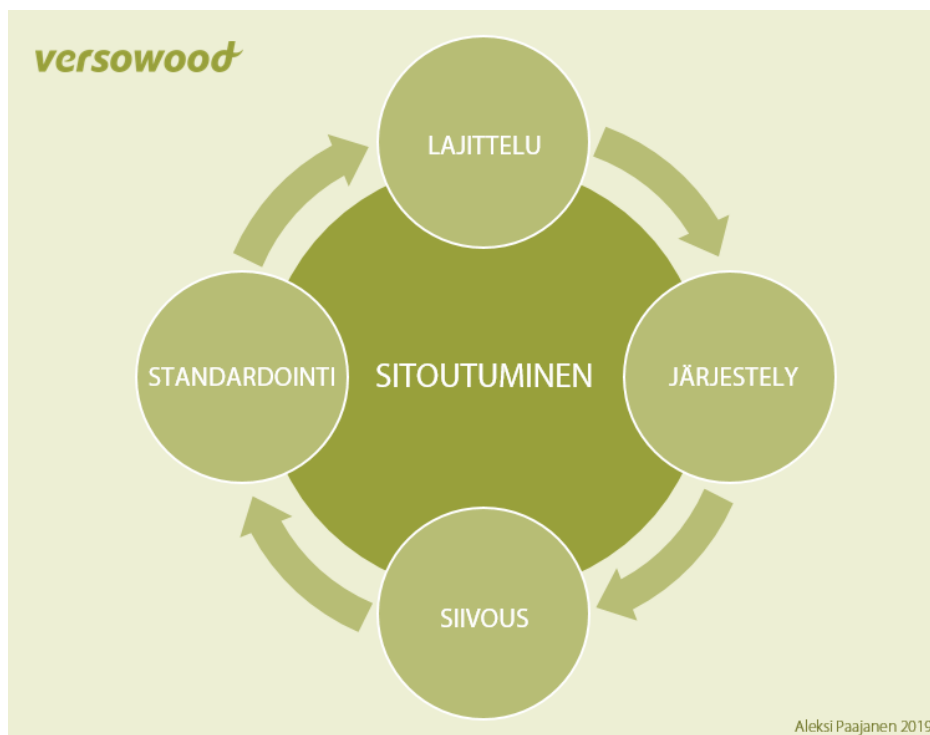 versowood
LAJITTELU
STANDARDOINTI
SITOUTUMINEN
JÄRJESTELY
SIIVOUS
Aleksi Paajanen 2019